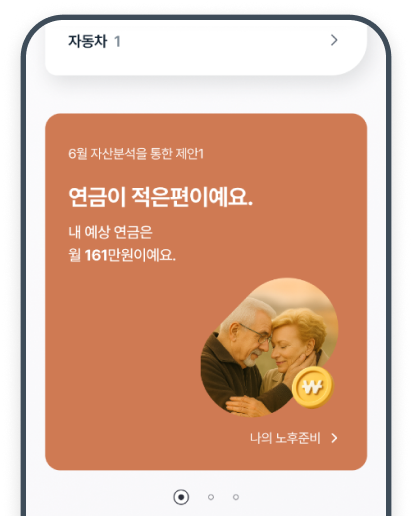 자동차 1
6월 자산분석을 통한 제안1
연금이 적은편이예요.
내 예상 연금은
월 161만원이예요.
₩
나의 노후준비